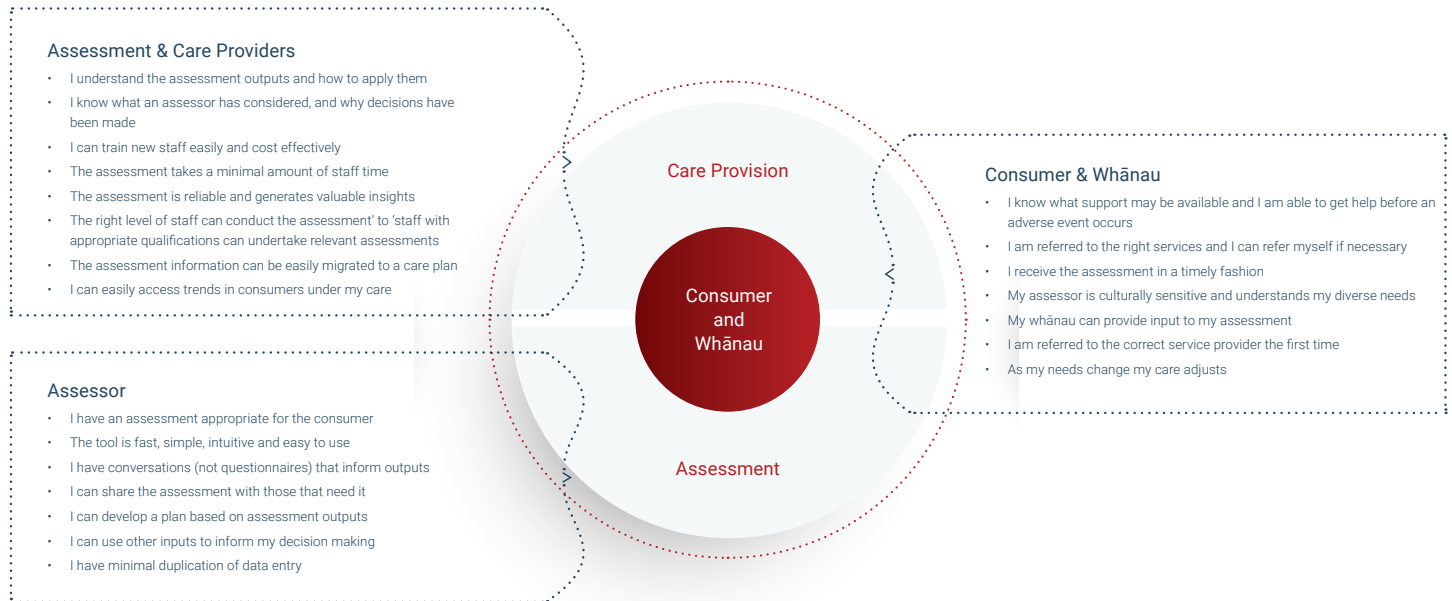 Assessment & Care Providers
• I understand the assessment outputs and how to apply them
• I know what an assessor has considered, and why decisions have
been made
• I can train new staff easily and cost effectively
• The assessment takes a minimal amount of staff time
• The assessment is reliable and generates valuable insights
• The right level of staff can conduct the assessment’ to ‘staff with
appropriate qualifications can undertake relevant assessments
• The assessment information can be easily migrated to a care plan
• I can easily access trends in consumers under my care
Assessor
• I have an assessment appropriate for the consumer
• The tool is fast, simple, intuitive and easy to use
• I have conversations (not questionnaires) that inform outputs
• I can share the assessment with those that need it
• I can develop a plan based on assessment outputs
• I can use other inputs to inform my decision making
• I have minimal duplication of data entry
Care Provision
Consumer
and
Whānau
Assessment
Consumer & Whānau
• I know what support may be available and I am able to get help before an
adverse event occurs
• I am referred to the right services and I can refer myself if necessary
• I receive the assessment in a timely fashion
• My assessor is culturally sensitive and understands my diverse needs
• My whānau can provide input to my assessment
• I am referred to the correct service provider the first time
• As my needs change my care adjusts